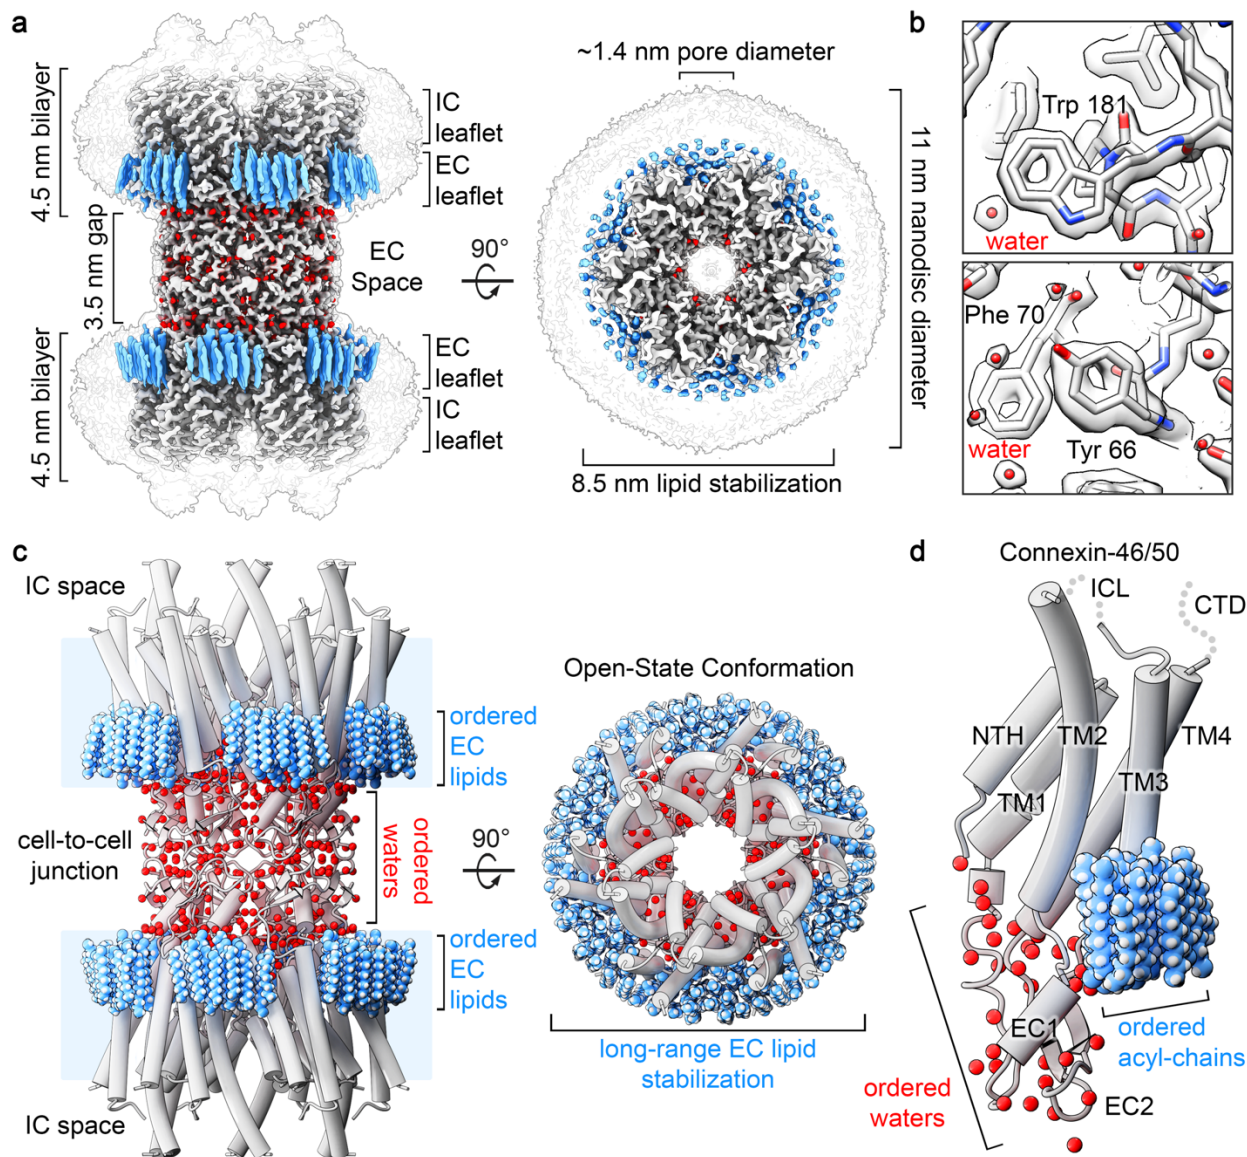 a
4.5 nm bilayer
3.5 nm gap
4.5 nm bilayer
IC
leaflet
EC
leaflet
EC
Space
EC
leaflet
IC
leaflet
90°
~1.4 nm pore diameter
11 nm nanodisc diameter
8.5 nm lipid stabilization
b
Trp 181
water
Phe 70
water
Tyr 66
c
IC space
ordered
EC
lipids
cell-to-cell
junction
ordered
waters
ordered
EC
lipids
IC space
90°
Open-State Conformation
long-range EC lipid
stabilization
d
Connexin-46/50
ICL
CTD
NTH
TM2
TM4
TM1
TM3
EC1
ordered
acyl-chains
ordered
waters
EC2